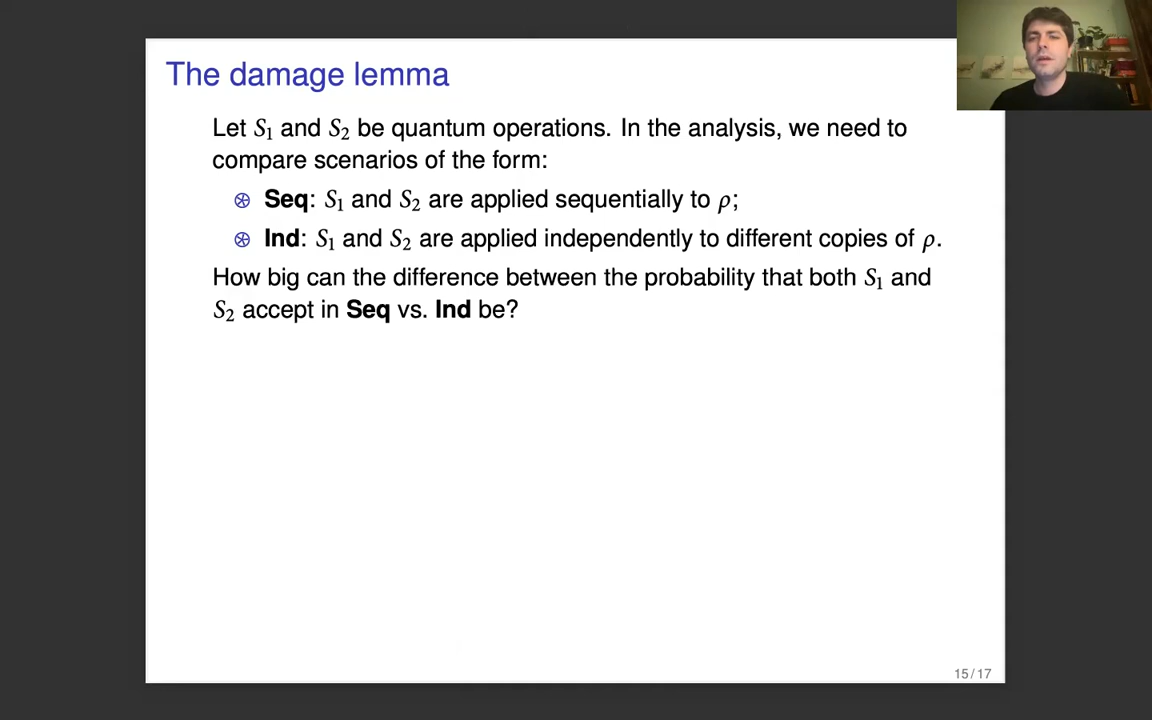 The damage lemma
Let S₁ and S₂ be quantum operations. In the analysis, we need to
compare scenarios of the form:
Seq: S₁ and S₂ are applied sequentially to ρ;
Ind: S₁ and S₂ are applied independently to different copies of ρ.
How big can the difference between the probability that both S₁ and
S₂ accept in Seq vs. Ind be?
15 / 17